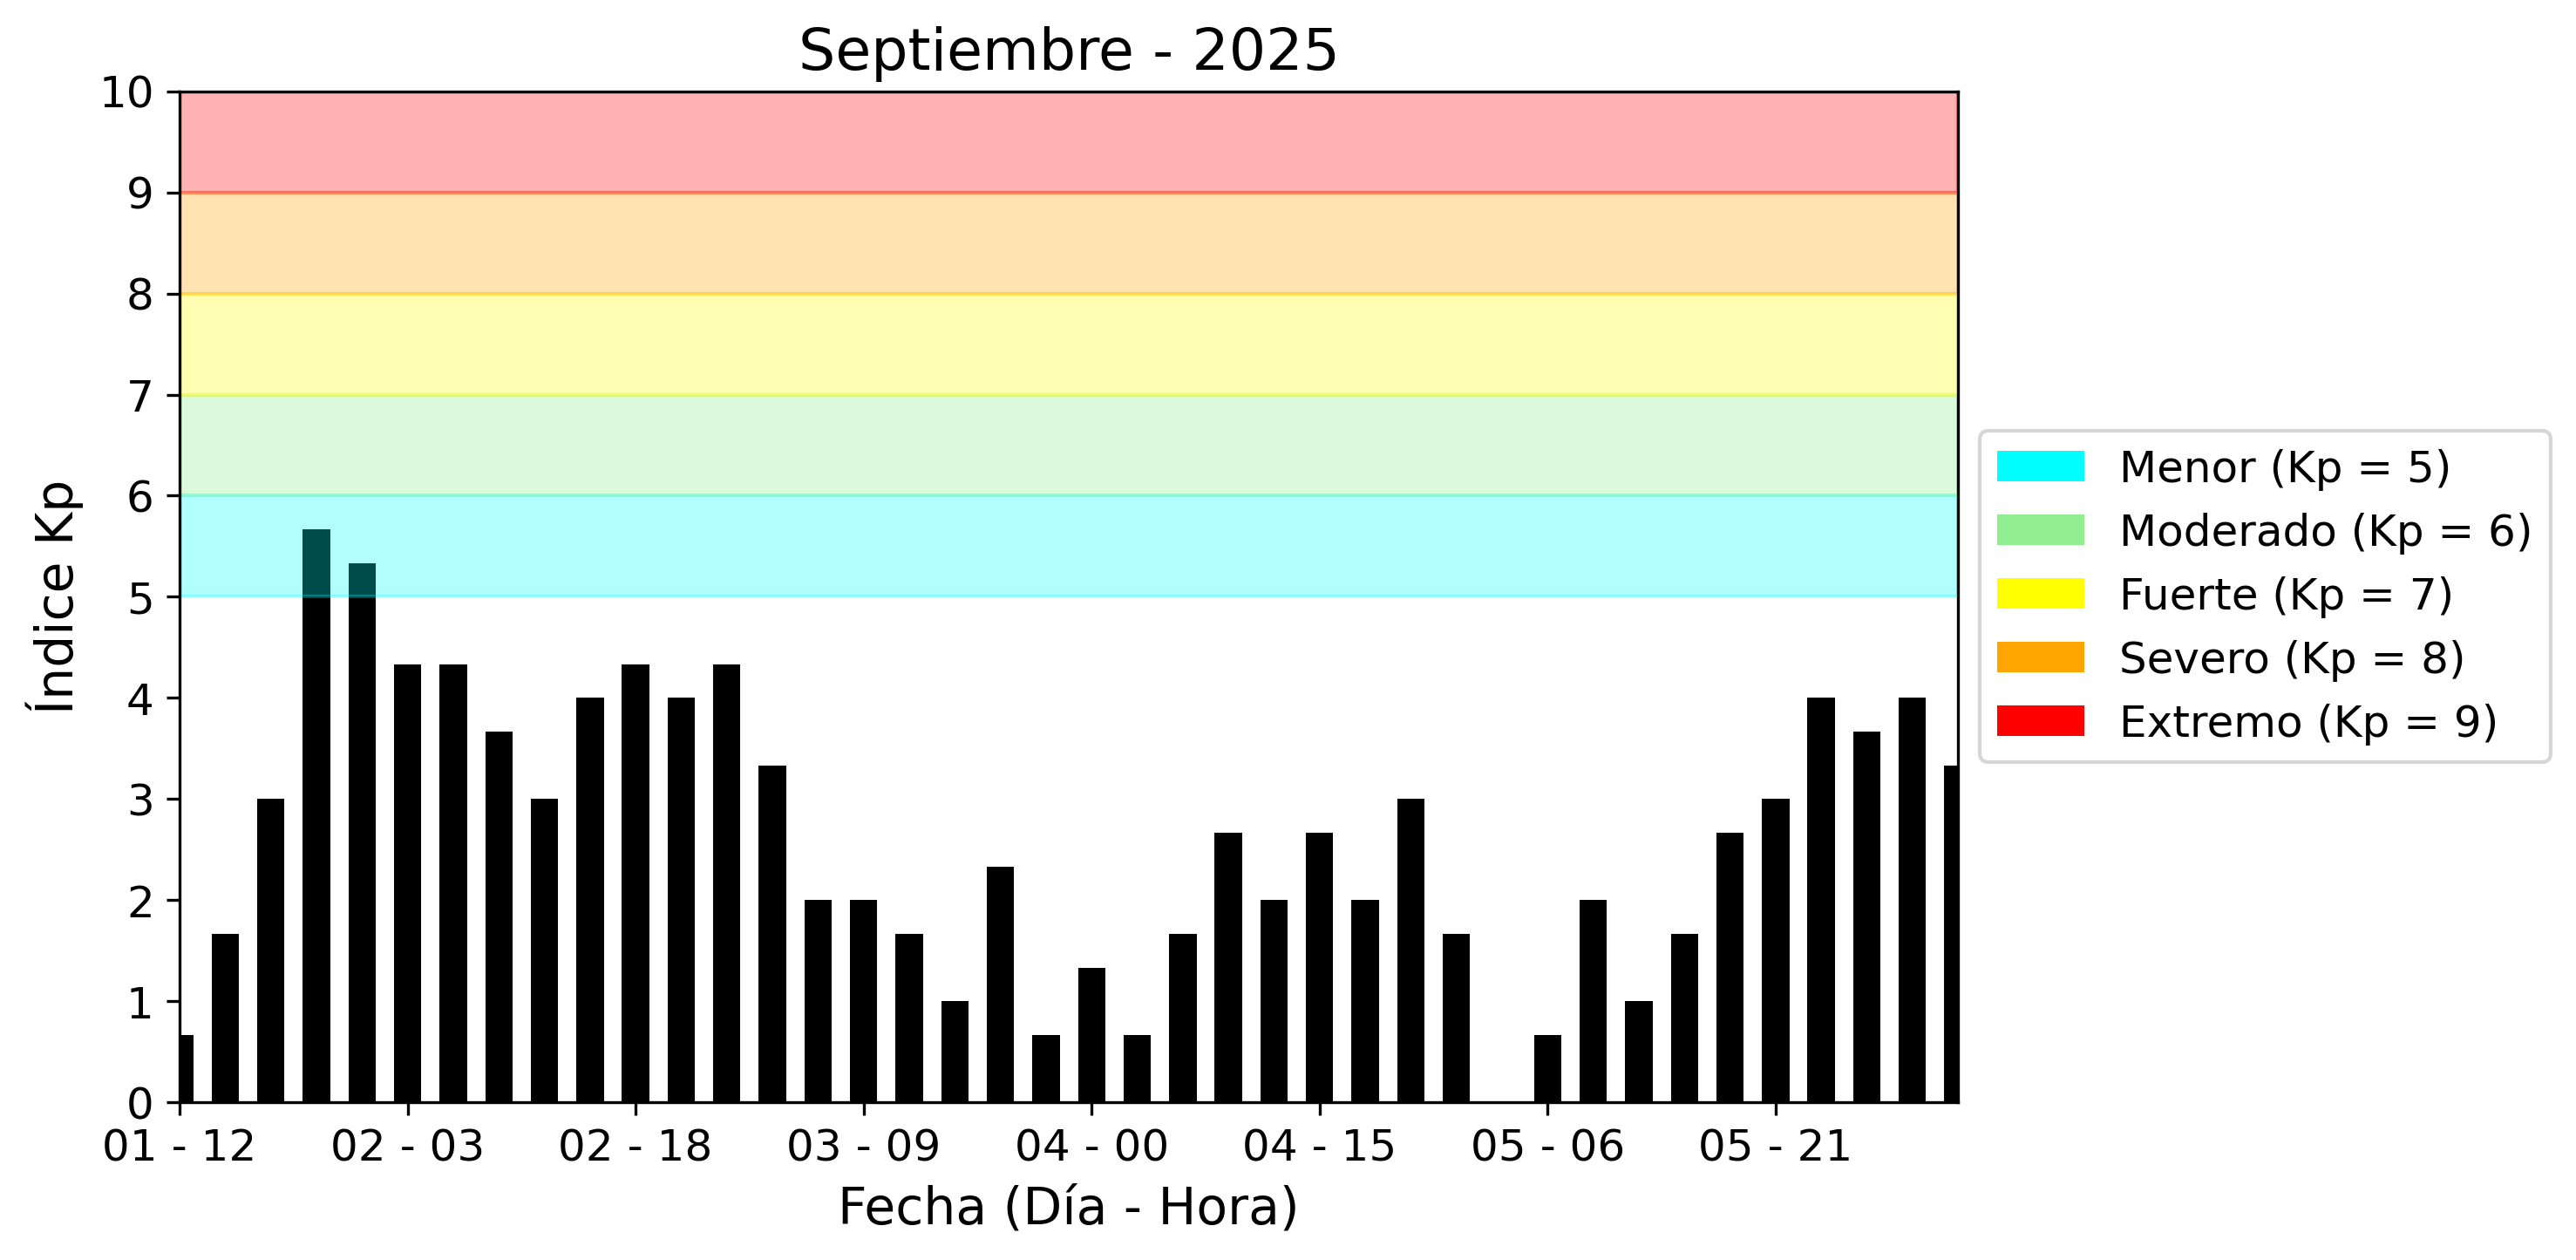 Septiembre - 2025
10
9
8
7
6
5
4
3
2
1
0
Índice Kp
01 - 12
02 - 03
02 - 18
03 - 09
04 - 00
04 - 15
05 - 06
05 - 21
Fecha (Día - Hora)
Menor (Kp = 5)
Moderado (Kp = 6)
Fuerte (Kp = 7)
Severo (Kp = 8)
Extremo (Kp = 9)